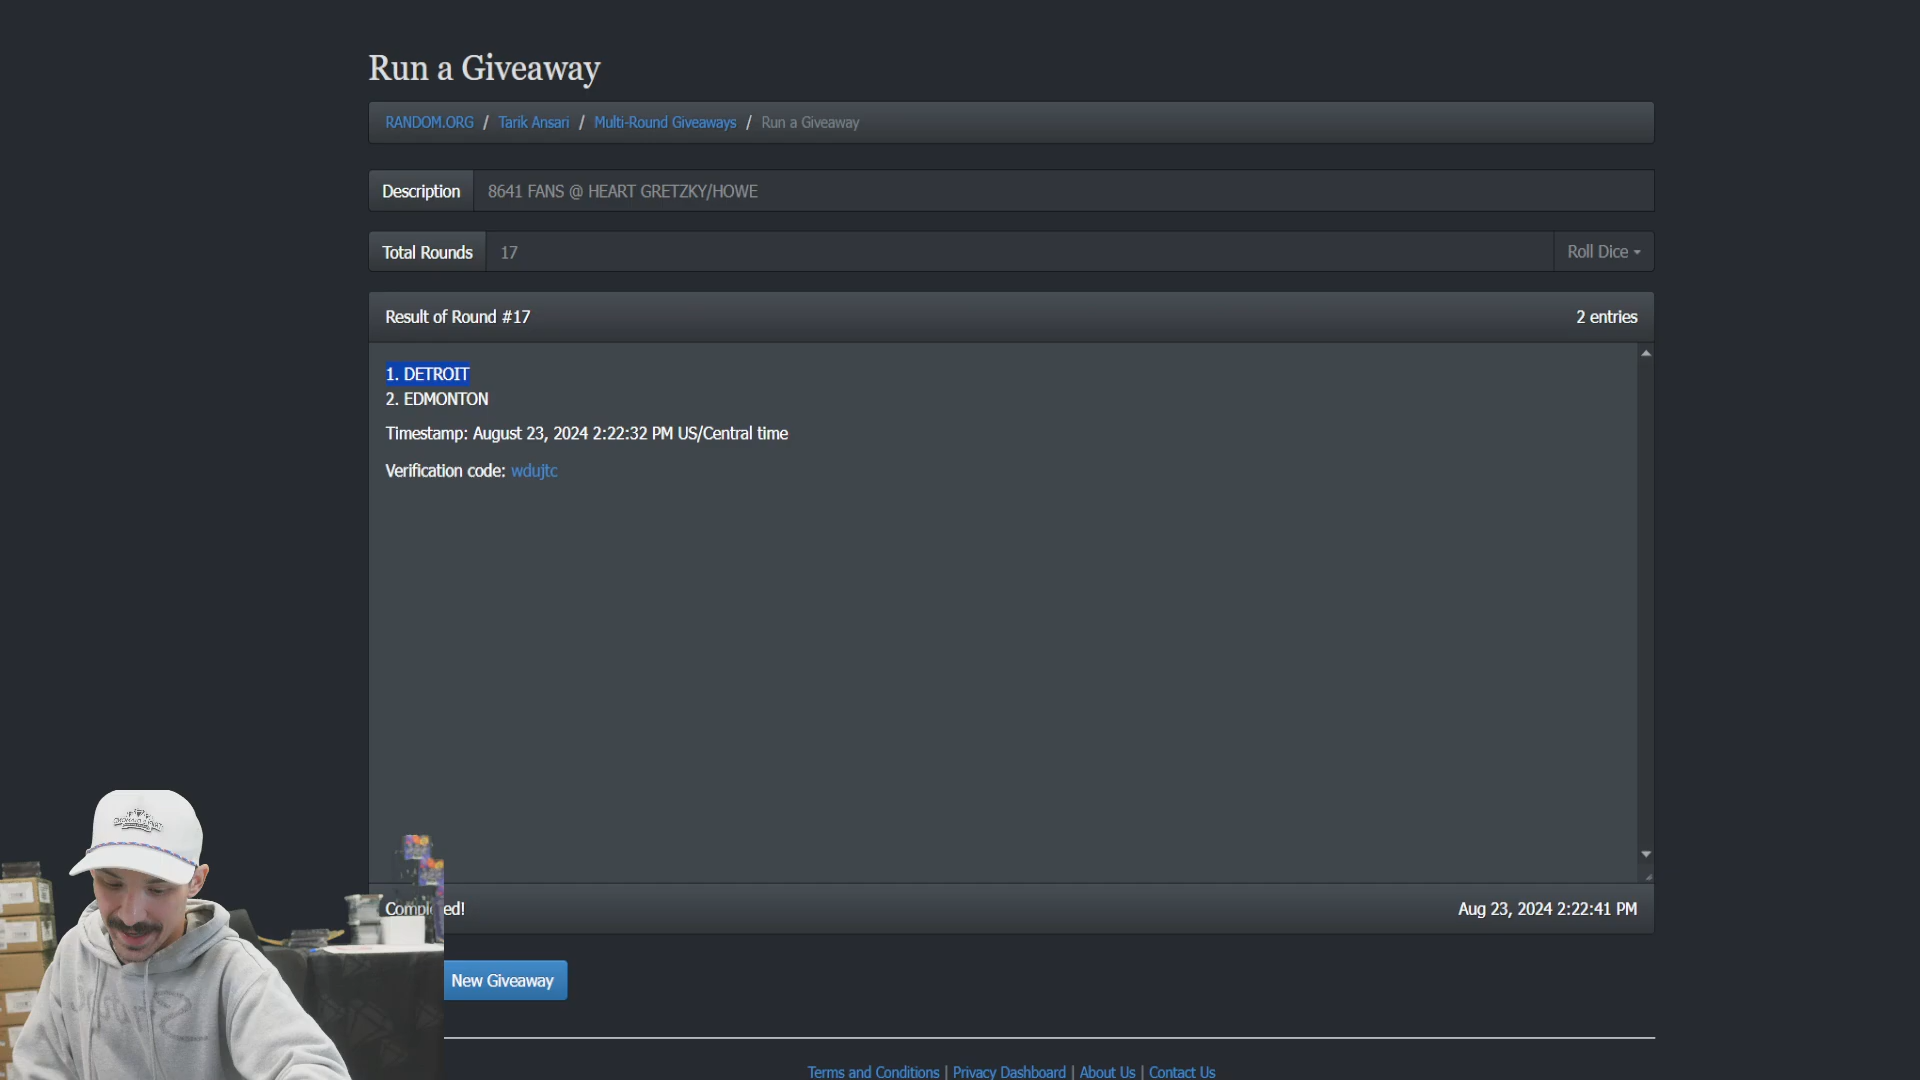 Run a Giveaway
RANDOM.ORG / Tarik Ansari / Multi-Round Giveaways / Run a Giveaway
Description 8641 FANS @ HEART GRETZKY/HOWE
Total Rounds 17 Roll Dice
Result of Round #17 2 entries
1. DETROIT
2. EDMONTON
Timestamp: August 23, 2024 2:22:32 PM US/Central time
Verification code: wdujtc
Completed! Aug 23, 2024 2:22:41 PM
New Giveaway
Terms and Conditions | Privacy Dashboard | About Us | Contact Us